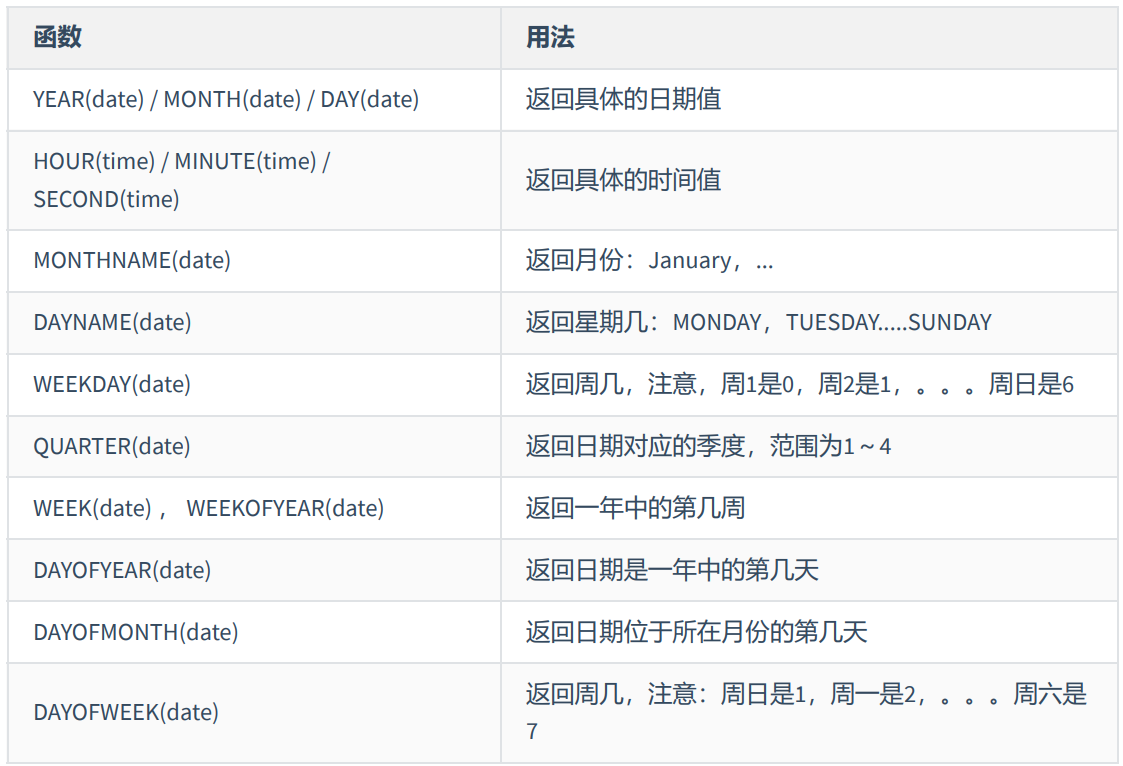 函数 用法
YEAR(date) / MONTH(date) / DAY(date) 返回具体的日期值
HOUR(time) / MINUTE(time) /
SECOND(time)
返回具体的时间值
MONTHNAME(date) 返回月份：January，...
DAYNAME(date) 返回星期几：MONDAY，TUESDAY.....SUNDAY
WEEKDAY(date) 返回周几，注意，周1是0，周2是1，。。。周日是6
QUARTER(date) 返回日期对应的季度，范围为1～4
WEEK(date) ， WEEKOFYEAR(date) 返回一年中的第几周
DAYOFYEAR(date) 返回日期是一年中的第几天
DAYOFMONTH(date) 返回日期位于所在月份的第几天
DAYOFWEEK(date)
返回周几，注意：周日是1，周一是2，。。。周六是
7